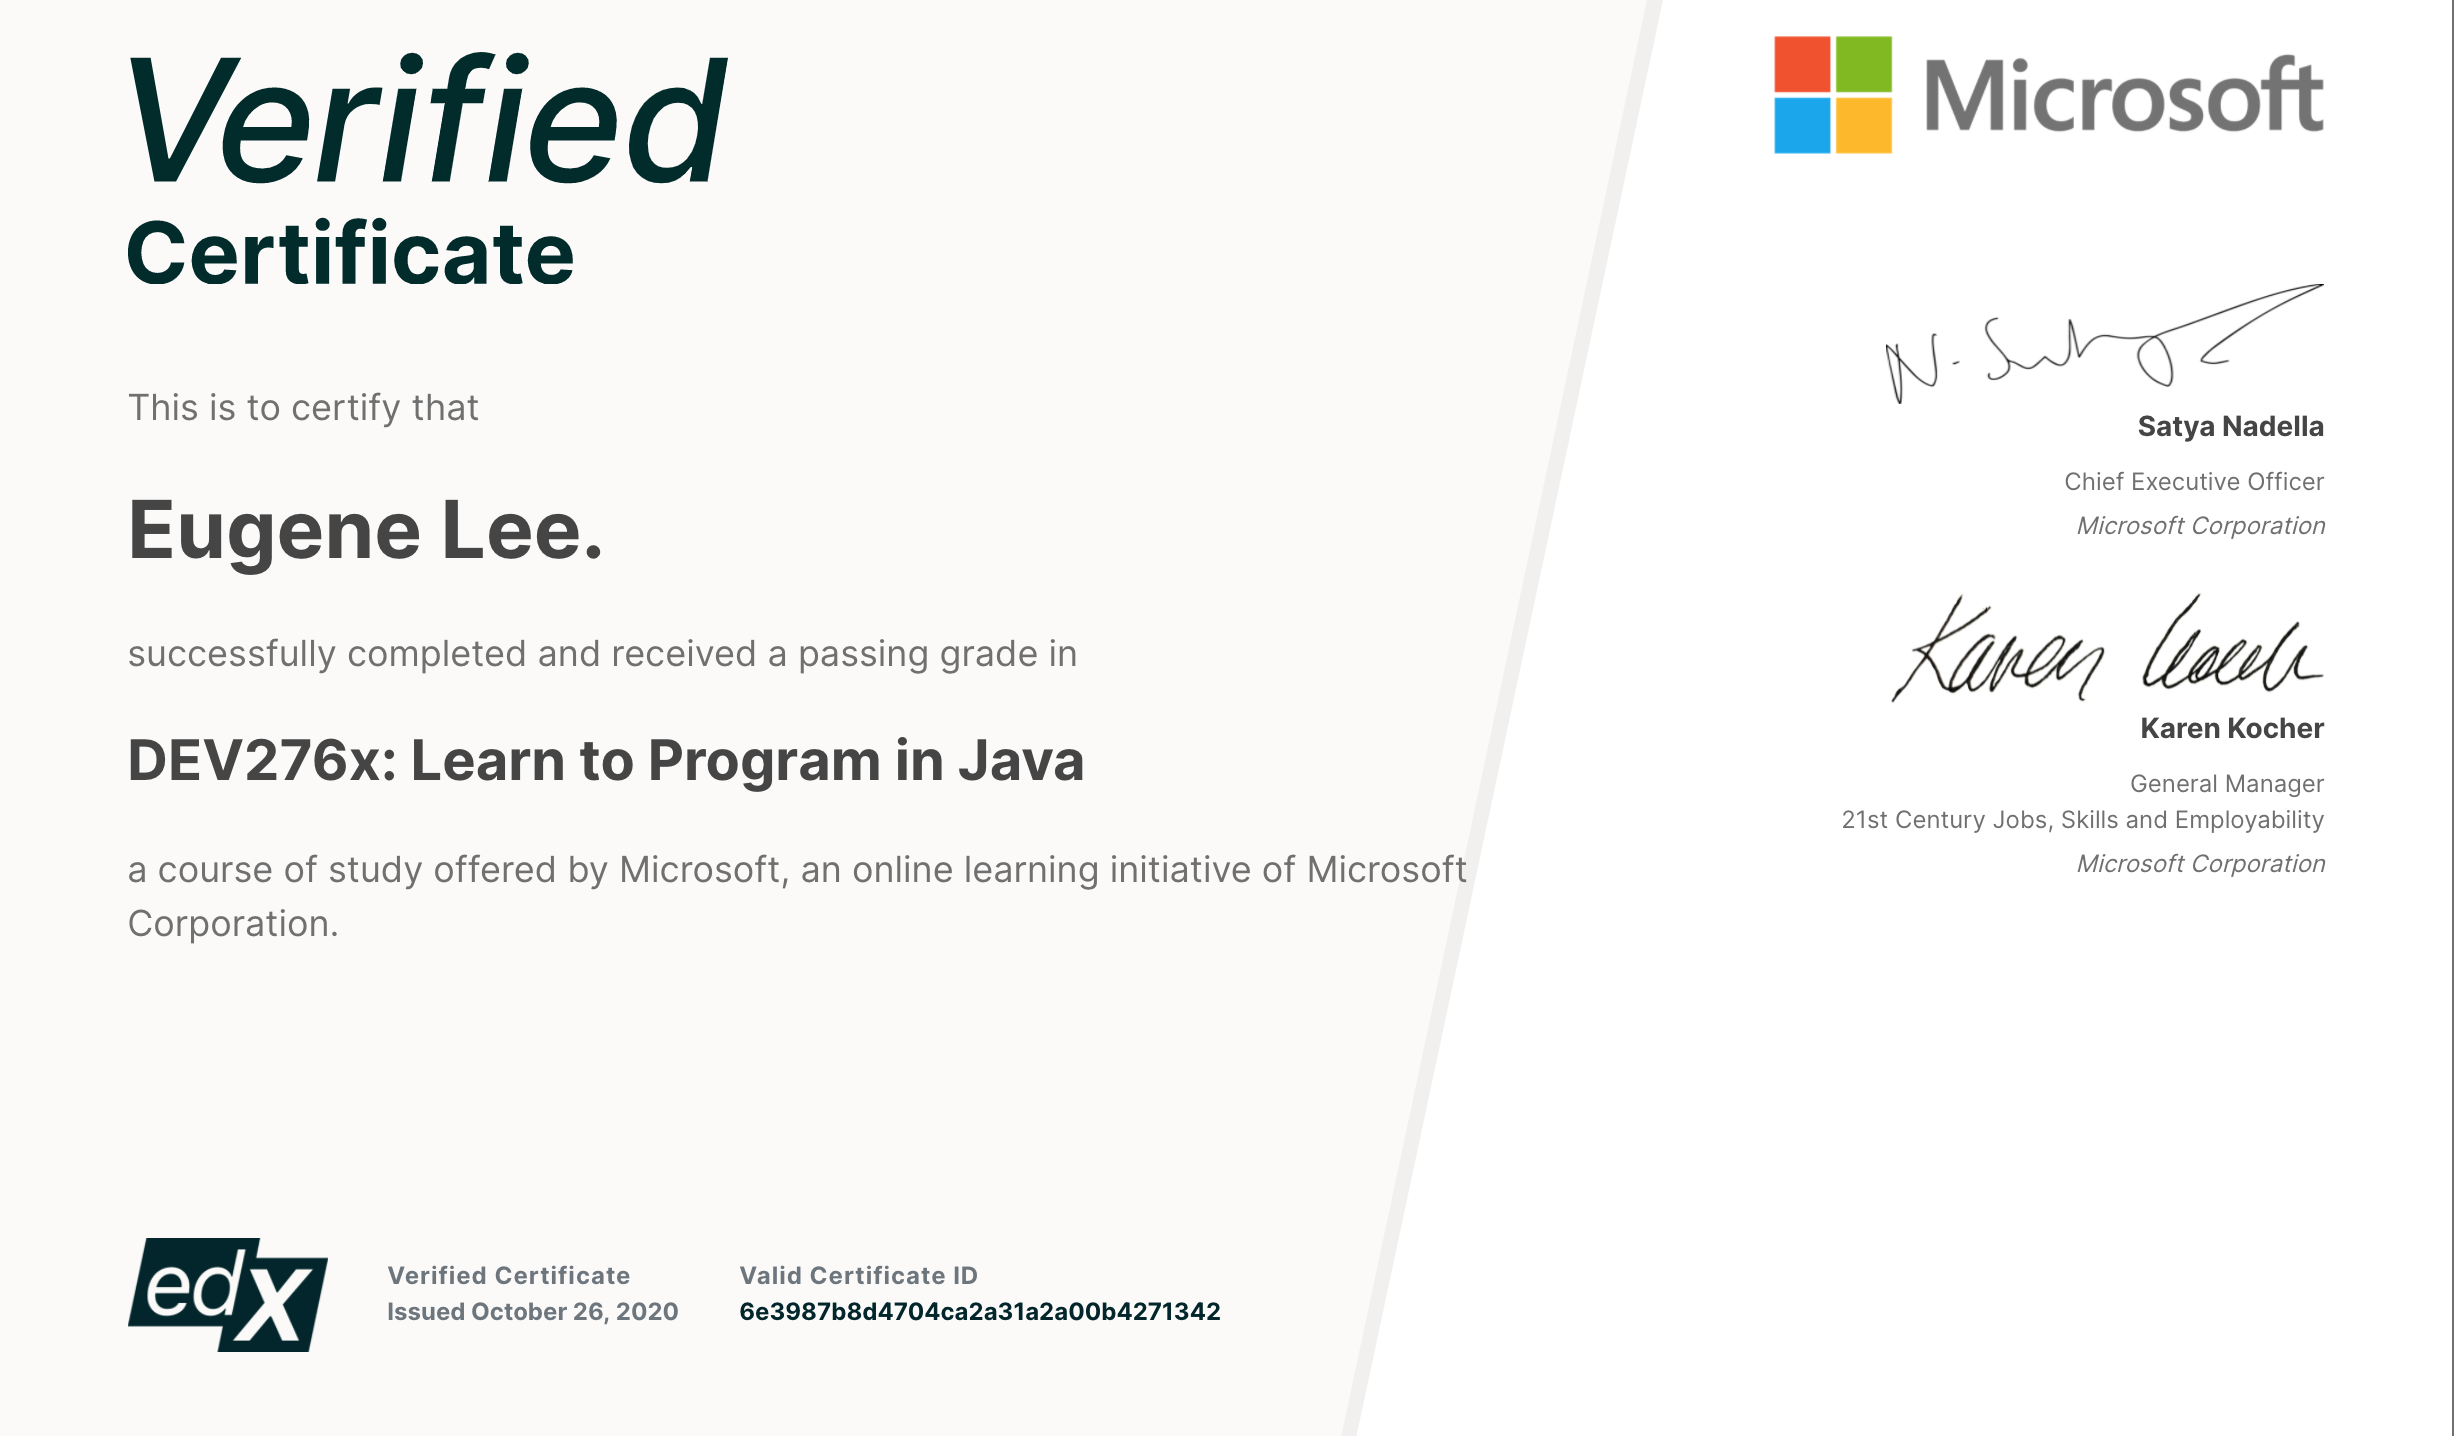 Verified
Certificate
This is to certify that
Eugene Lee.
successfully completed and received a passing grade in
DEV276x: Learn to Program in Java
a course of study offered by Microsoft, an online learning initiative of Microsoft
Corporation.
edX
Verified Certificate
Issued October 26, 2020
Valid Certificate ID
6e3987b8d4704ca2a31a2a00b4271342
Microsoft
Satya Nadella
Chief Executive Officer
Microsoft Corporation
Karen
Karen Kocher
General Manager
21st Century Jobs, Skills and Employability
Microsoft Corporation